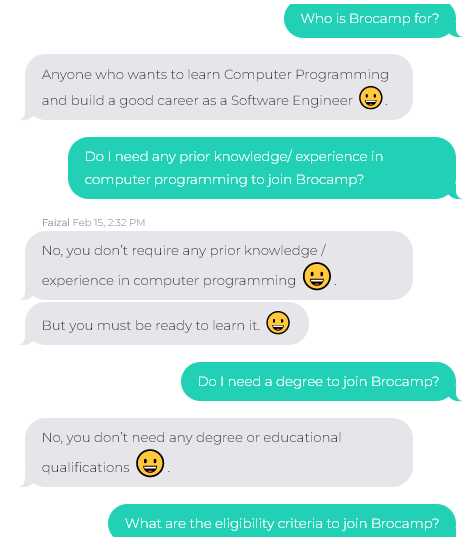 Who is Brocamp for?
Anyone who wants to learn Computer Programming
and build a good career as a Software Engineer 😀.
Do I need any prior knowledge/ experience in
computer programming to join Brocamp?
Faizal Feb 15, 2:32 PM
No, you don't require any prior knowledge /
experience in computer programming 😀.
But you must be ready to learn it. 😀
Do I need a degree to join Brocamp?
No, you don't need any degree or educational
qualifications 😀.
What are the eligibility criteria to join Brocamp?